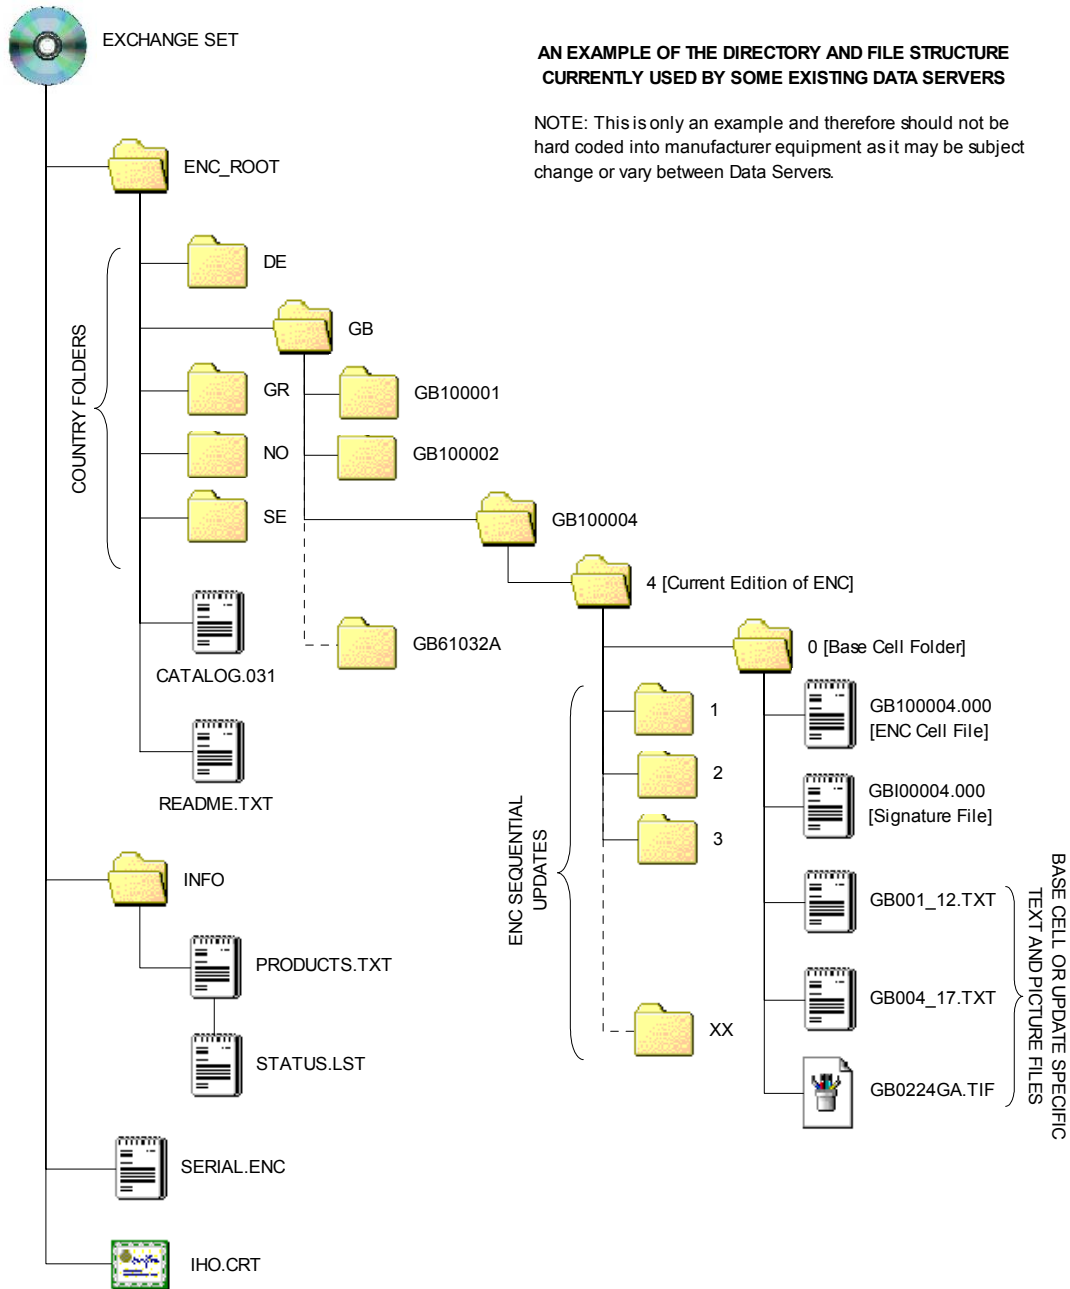 EXCHANGE SET
AN EXAMPLE OF THE DIRECTORY AND FILE STRUCTURE
CURRENTLY USED BY SOME EXISTING DATA SERVERS
NOTE: This is only an example and therefore should not be
hard coded into manufacturer equipment as it may be subject
change or vary between Data Servers.
ENC_ROOT
COUNTRY FOLDERS
DE
GB
GR
GB100001
NO
GB100002
SE
GB100004
4 [Current Edition of ENC]
CATALOG.031
GB61032A
0 [Base Cell Folder]
README.TXT
ENC SEQUENTIAL
UPDATES
1
2
3
XX
GB100004.000
[ENC Cell File]
GBI00004.000
[Signature File]
GB001_12.TXT
GB004_17.TXT
GB0224GA.TIF
BASE CELL OR UPDATE SPECIFIC
TEXT AND PICTURE FILES
INFO
PRODUCTS.TXT
STATUS.LST
SERIAL.ENC
IHO.CRT